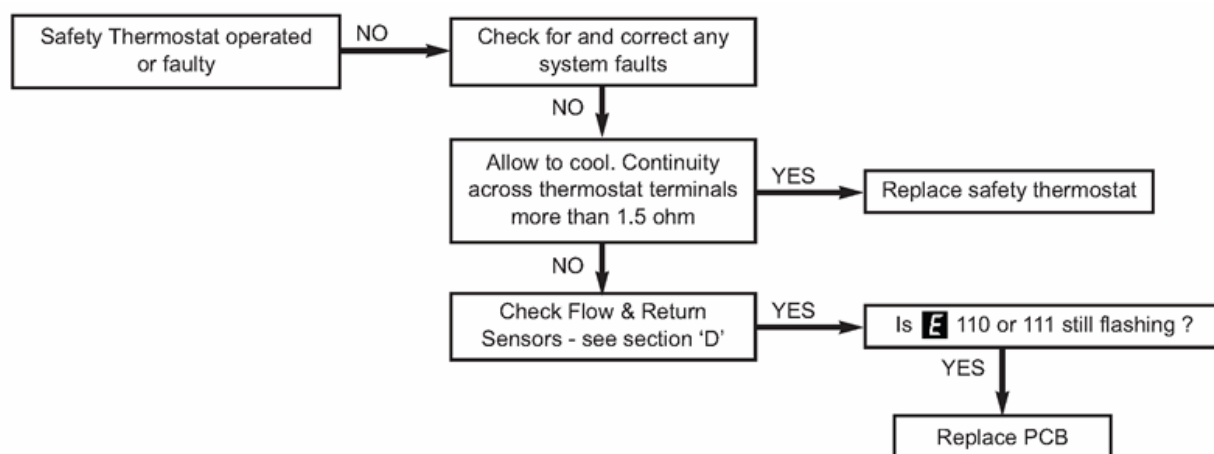 Safety Thermostat operated
or faulty
NO
Check for and correct any
system faults
NO
Allow to cool. Continuity
across thermostat terminals
more than 1.5 ohm
YES
Replace safety thermostat
NO
Check Flow & Return
Sensors - see section ‘D’
YES
Is E 110 or 111 still flashing ?
YES
Replace PCB